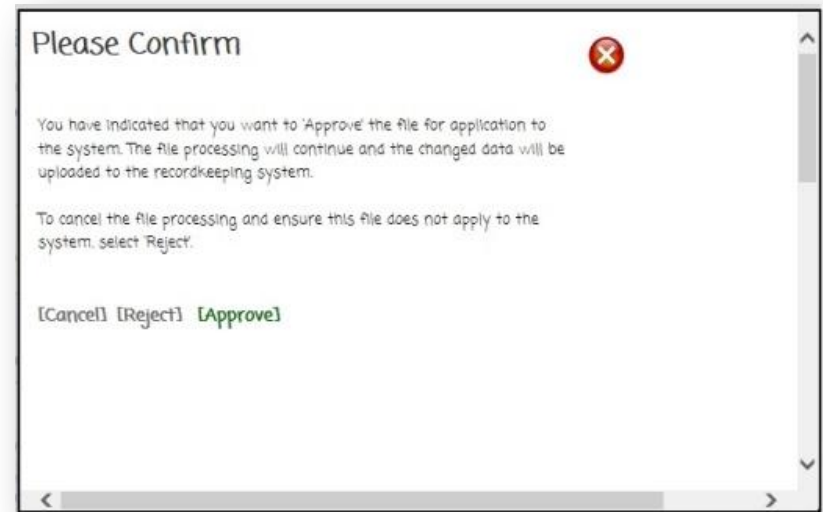 Please Confirm
You have indicated that you want to 'Approve' the file for application to
the system. The file processing will continue and the changed data will be
uploaded to the recordkeeping system.
To cancel the file processing and ensure this file does not apply to the
system, select 'Reject'.
[Cancel] [Reject] [Approve]